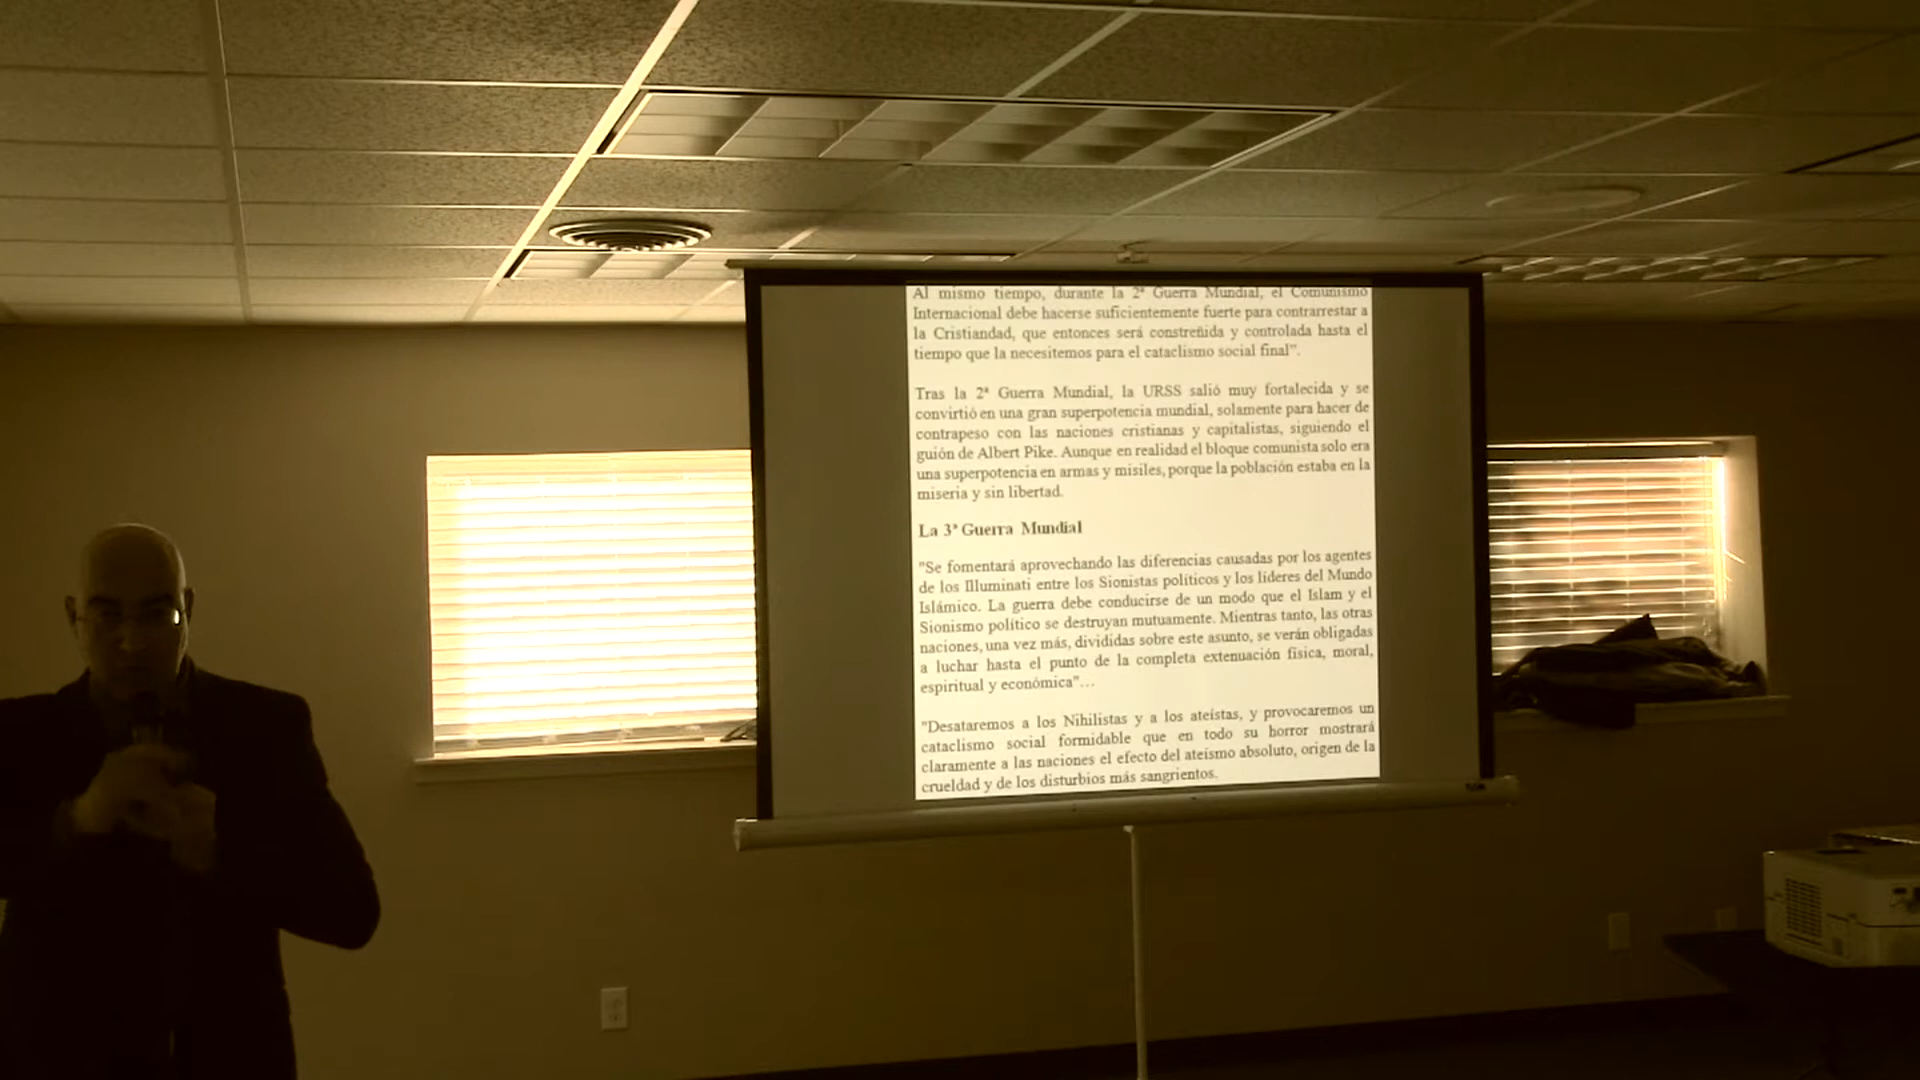 Al mismo tiempo, durante la 2ª Guerra Mundial, el Comunismo
Internacional debe hacerse suficientemente fuerte para contrarrestar a
la Cristiandad, que entonces será constreñida y controlada hasta el
tiempo que la necesitemos para el cataclismo social final".
Tras la 2ª Guerra Mundial, la URSS salió muy fortalecida y se
convirtió en una gran superpotencia mundial, solamente para hacer de
contrapeso con las naciones cristianas y capitalistas, siguiendo el
guión de Albert Pike. Aunque en realidad el bloque comunista solo era
una superpotencia en armas y misiles, porque la población estaba en la
miseria y sin libertad.
La 3ª Guerra Mundial
"Se fomentará aprovechando las diferencias causadas por los agentes
de los Illuminati entre los Sionistas políticos y los líderes del Mundo
Islámico. La guerra debe conducirse de un modo que el Islam y el
Sionismo político se destruyan mutuamente. Mientras tanto, las otras
naciones, una vez más, divididas sobre este asunto, se verán obligadas
a luchar hasta el punto de la completa extenuación física, moral,
espiritual y económica"…
"Desataremos a los Nihilistas y a los ateístas, y provocaremos un
cataclismo social formidable que en todo su horror mostrará
claramente a las naciones el efecto del ateísmo absoluto, origen de la
crueldad y de los disturbios más sangrientos.